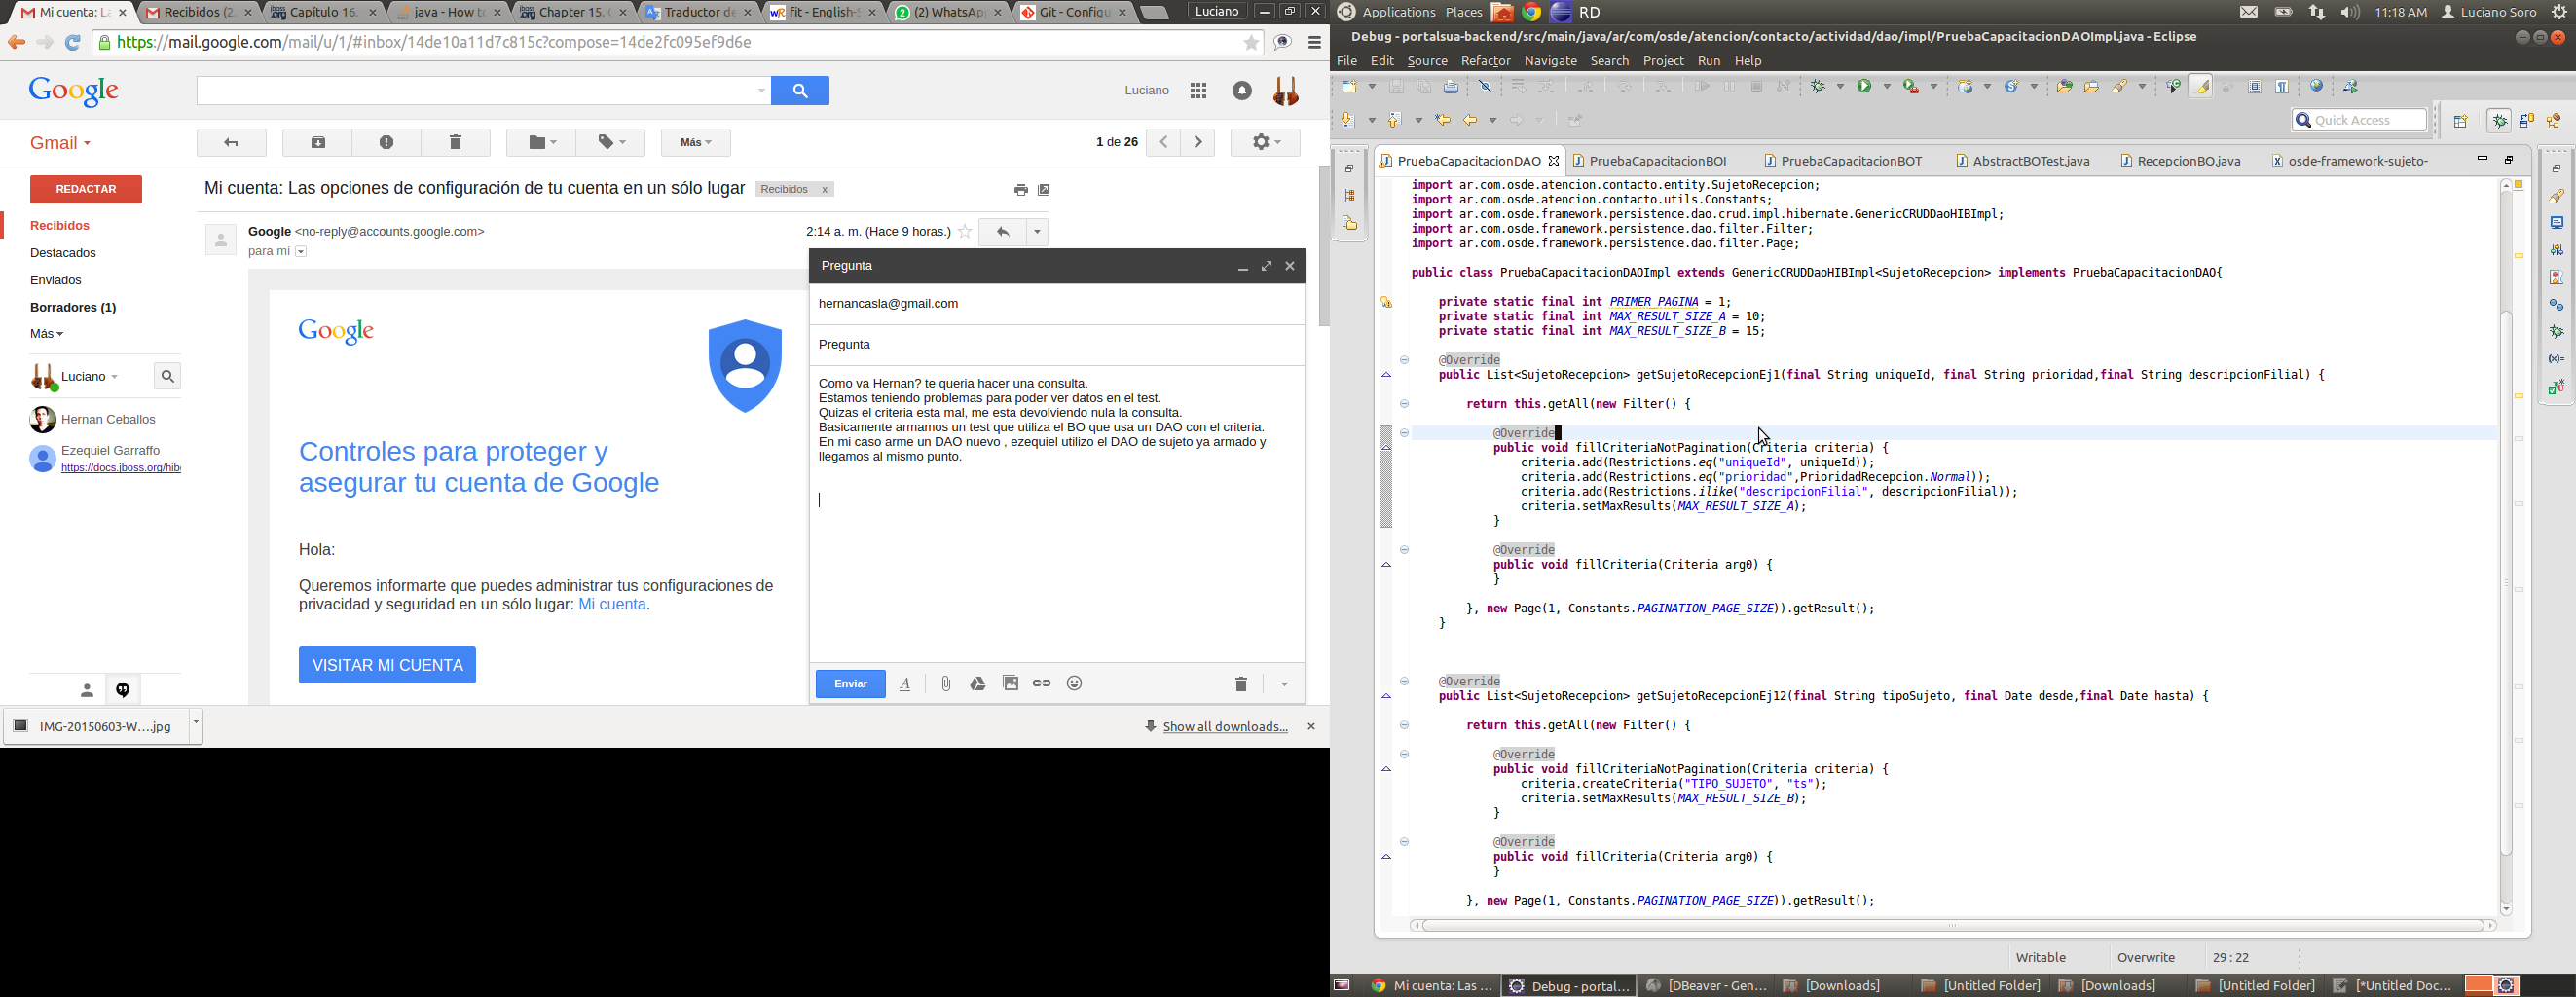 Mi cuenta: L
Recibidos (2
Capítulo 16.
java - How t
Chapter 15.
Traductor de
fit - English-
(2) WhatsAp
Git - Configu
Luciano
https://mail.google.com/mail/u/1/#inbox/14de10a11d7c815c?compose=14de2fc095ef9d6e
Google
Luciano
Gmail
Más
1 de 26
REDACTAR
Recibidos
Destacados
Enviados
Borradores (1)
Más
Luciano
Hernan Ceballos
Ezequiel Garraffo
https://docs.jboss.org/hib
Mi cuenta: Las opciones de configuración de tu cuenta en un sólo lugar
Recibidos x
Google <no-reply@accounts.google.com>
2:14 a. m. (Hace 9 horas.)
para mí
Google
Controles para proteger y
asegurar tu cuenta de Google
Hola:
Queremos informarte que puedes administrar tus configuraciones de
privacidad y seguridad en un sólo lugar: Mi cuenta.
VISITAR MI CUENTA
Pregunta
hernancasla@gmail.com
Pregunta
Como va Hernan? te queria hacer una consulta.
Estamos teniendo problemas para poder ver datos en el test.
Quizas el criteria esta mal, me esta devolviendo nula la consulta.
Basicamente armamos un test que utiliza el BO que usa un DAO con el criteria.
En mi caso arme un DAO nuevo , ezequiel utilizo el DAO de sujeto ya armado y
llegamos al mismo punto.
Enviar
IMG-20150603-W....jpg
Show all downloads...
Applications Places
RD
11:18 AM
Luciano Soro
Debug - portalsua-backend/src/main/java/ar/com/osde/atencion/contacto/actividad/dao/impl/PruebaCapacitacionDAOImpl.java - Eclipse
File Edit Source Refactor Navigate Search Project Run Help
Quick Access
PruebaCapacitacionDAO
PruebaCapacitacionBOI
PruebaCapacitacionBOT
AbstractBOTest.java
RecepcionBO.java
osde-framework-sujeto-
import ar.com.osde.atencion.contacto.entity.SujetoRecepcion;
import ar.com.osde.atencion.contacto.utils.Constants;
import ar.com.osde.framework.persistence.dao.crud.impl.hibernate.GenericCRUDDaoHIBImpl;
import ar.com.osde.framework.persistence.dao.filter.Filter;
import ar.com.osde.framework.persistence.dao.filter.Page;
public class PruebaCapacitacionDAOImpl extends GenericCRUDDaoHIBImpl<SujetoRecepcion> implements PruebaCapacitacionDAO{
private static final int PRIMER_PAGINA = 1;
private static final int MAX_RESULT_SIZE_A = 10;
private static final int MAX_RESULT_SIZE_B = 15;
@Override
public List<SujetoRecepcion> getSujetoRecepcionEj1(final String uniqueId, final String prioridad,final String descripcionFilial) {
return this.getAll(new Filter() {
@Override
public void fillCriteriaNotPagination(Criteria criteria) {
criteria.add(Restrictions.eq("uniqueId", uniqueId));
criteria.add(Restrictions.eq("prioridad",PrioridadRecepcion.Normal));
criteria.add(Restrictions.ilike("descripcionFilial", descripcionFilial));
criteria.setMaxResults(MAX_RESULT_SIZE_A);
}
@Override
public void fillCriteria(Criteria arg0) {
}
}, new Page(1, Constants.PAGINATION_PAGE_SIZE)).getResult();
}
@Override
public List<SujetoRecepcion> getSujetoRecepcionEj12(final String tipoSujeto, final Date desde,final Date hasta) {
return this.getAll(new Filter() {
@Override
public void fillCriteriaNotPagination(Criteria criteria) {
criteria.createCriteria("TIPO_SUJETO", "ts");
criteria.setMaxResults(MAX_RESULT_SIZE_B);
}
@Override
public void fillCriteria(Criteria arg0) {
}
}, new Page(1, Constants.PAGINATION_PAGE_SIZE)).getResult();
Writable
Overwrite
29 : 22
Mi cuenta: Las ...
Debug - portal...
[DBeaver - Gen...
[Downloads]
[Untitled Folder]
[Downloads]
[Untitled Folder]
[*Untitled Doc...